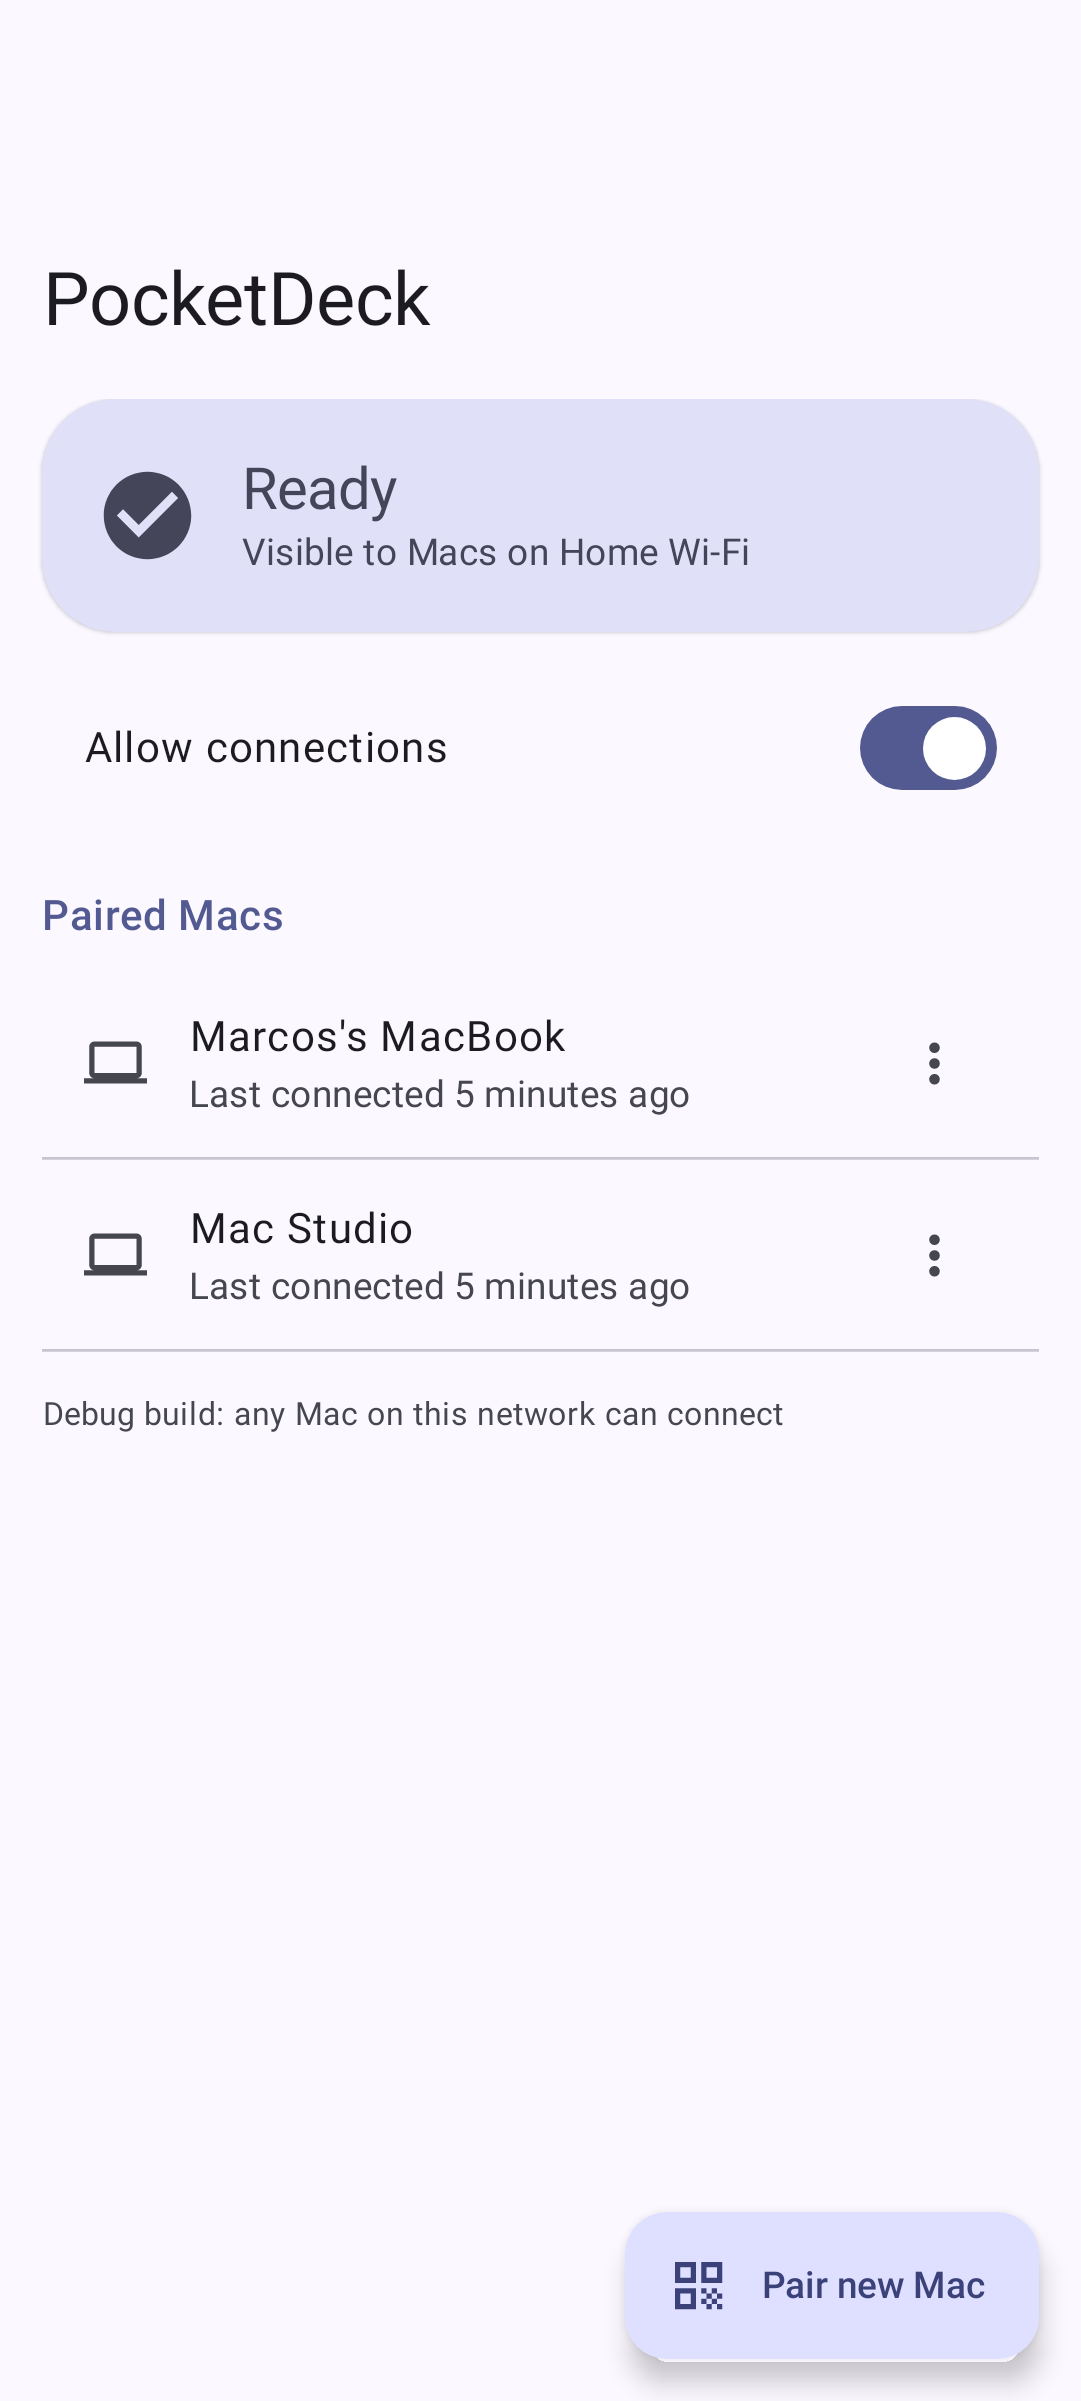 PocketDeck
Ready
Visible to Macs on Home Wi-Fi
Allow connections
Paired Macs
Marcos's MacBook
Last connected 5 minutes ago
Mac Studio
Last connected 5 minutes ago
Debug build: any Mac on this network can connect
Pair new Mac